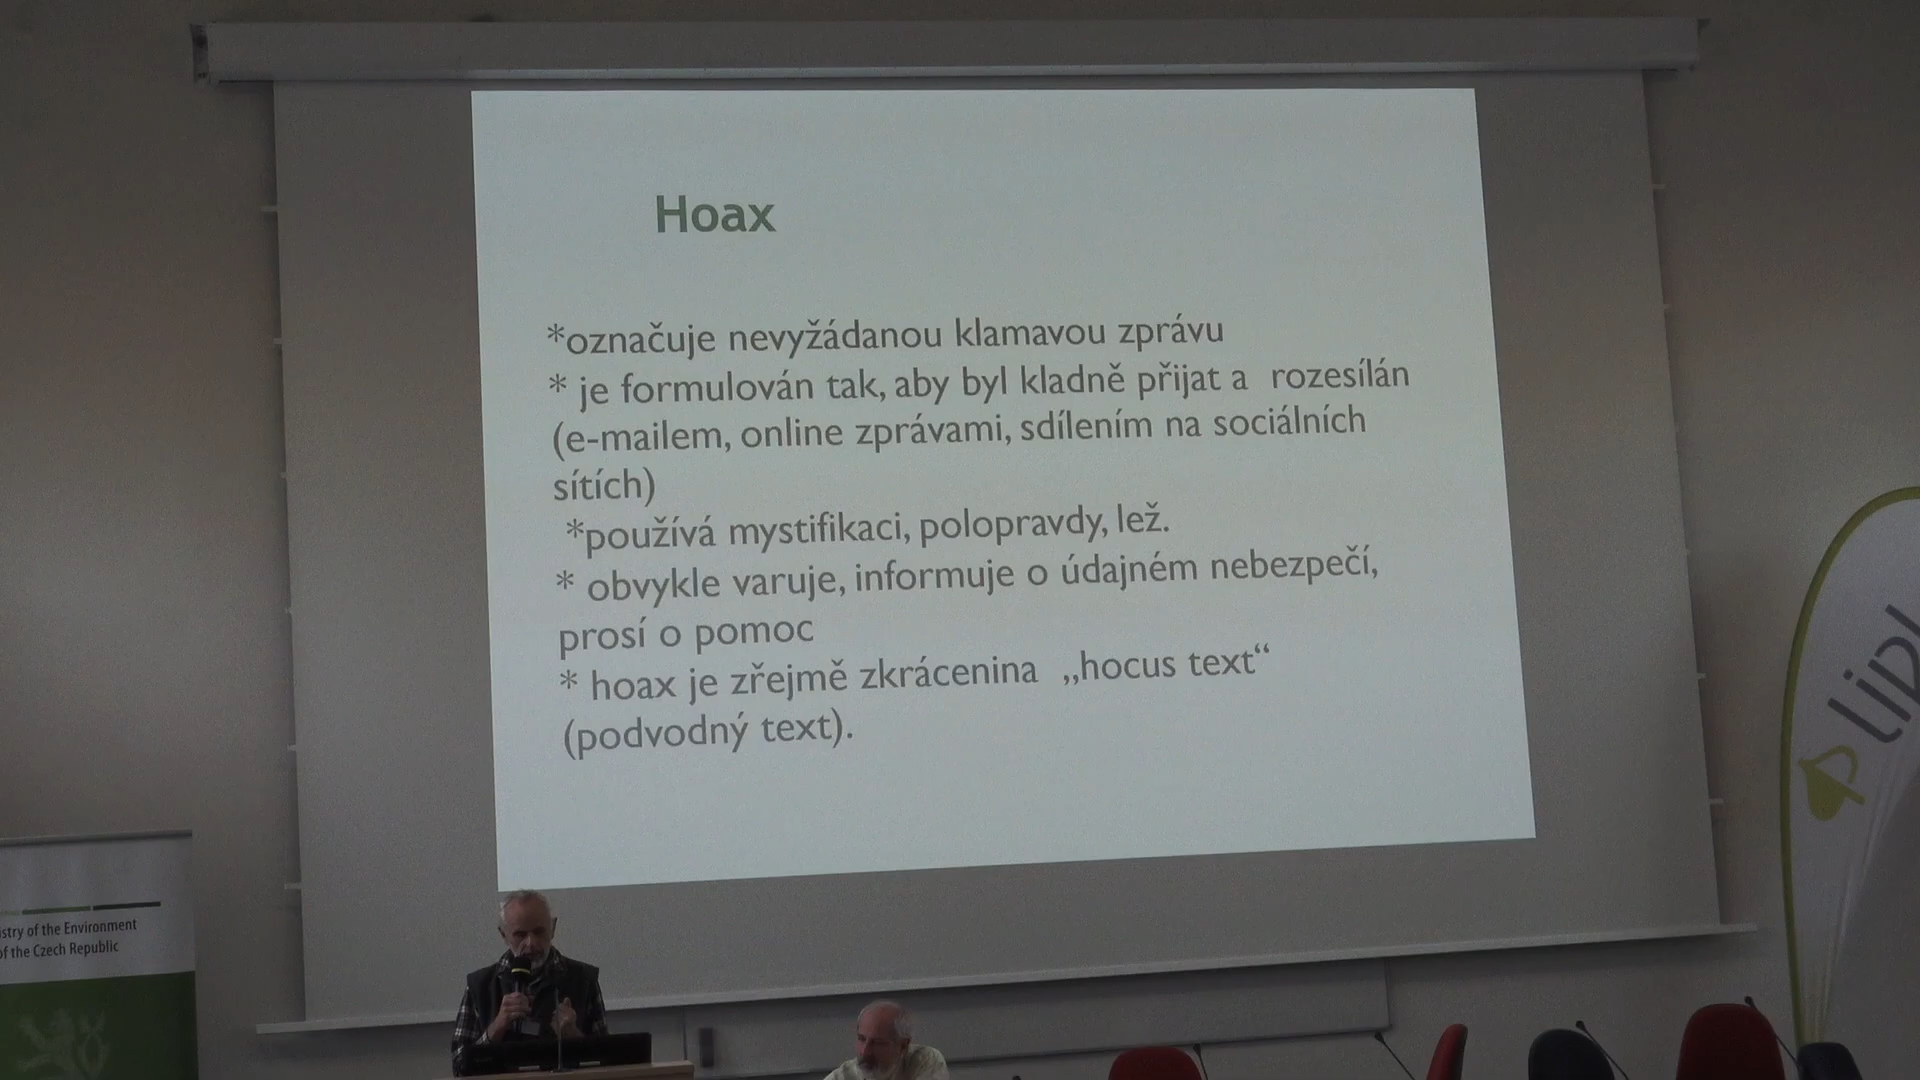 Hoax
*označuje nevyžádanou klamavou zprávu
* je formulován tak, aby byl kladně přijat a rozesílán
(e-mailem, online zprávami, sdílením na sociálních
sítích)
*používá mystifikaci, polopravdy, lež.
* obvykle varuje, informuje o údajném nebezpečí,
prosí o pomoc
* hoax je zřejmě zkrácenina „hocus text“
(podvodný text).
istry of the Environment
of the Czech Republic